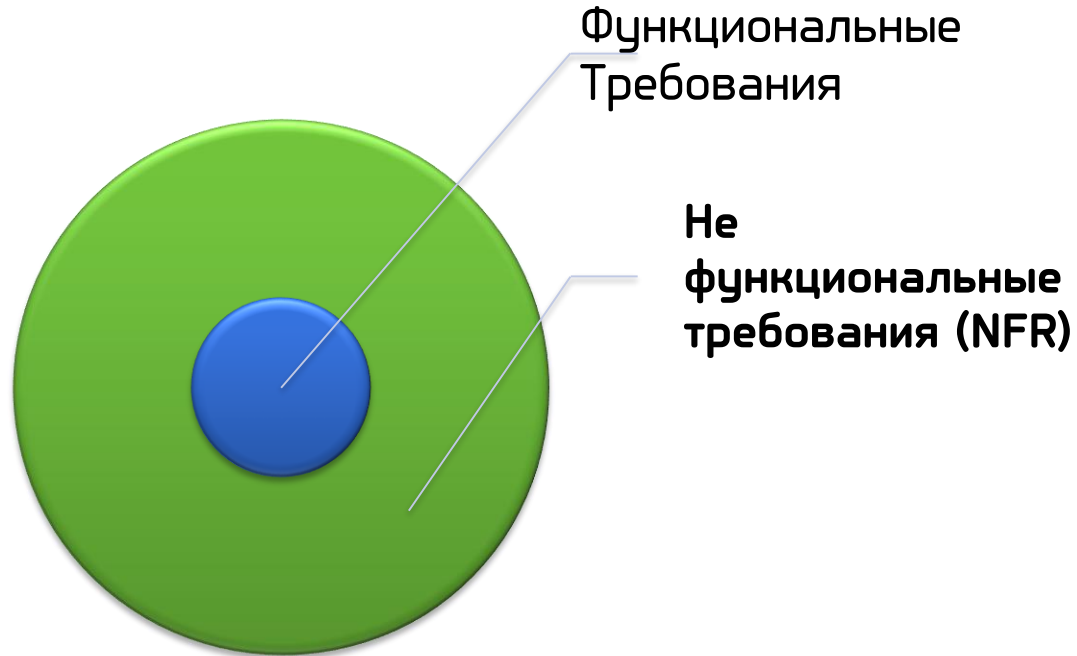 Функциональные
Требования
Не
функциональные
требования (NFR)